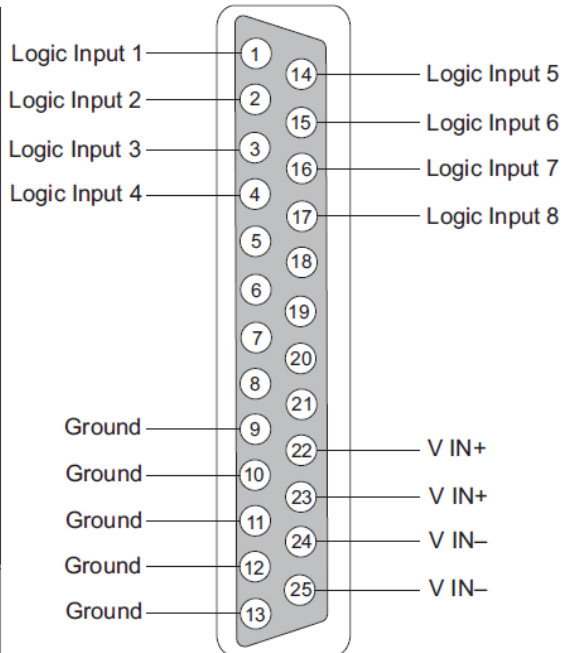 Logic Input 1
1
14
Logic Input 5
Logic Input 2
2
15
Logic Input 6
Logic Input 3
3
16
Logic Input 7
Logic Input 4
4
17
Logic Input 8
5
18
6
19
7
20
8
21
Ground
9
22
V IN+
Ground
10
23
V IN+
Ground
11
24
V IN–
Ground
12
25
V IN–
Ground
13